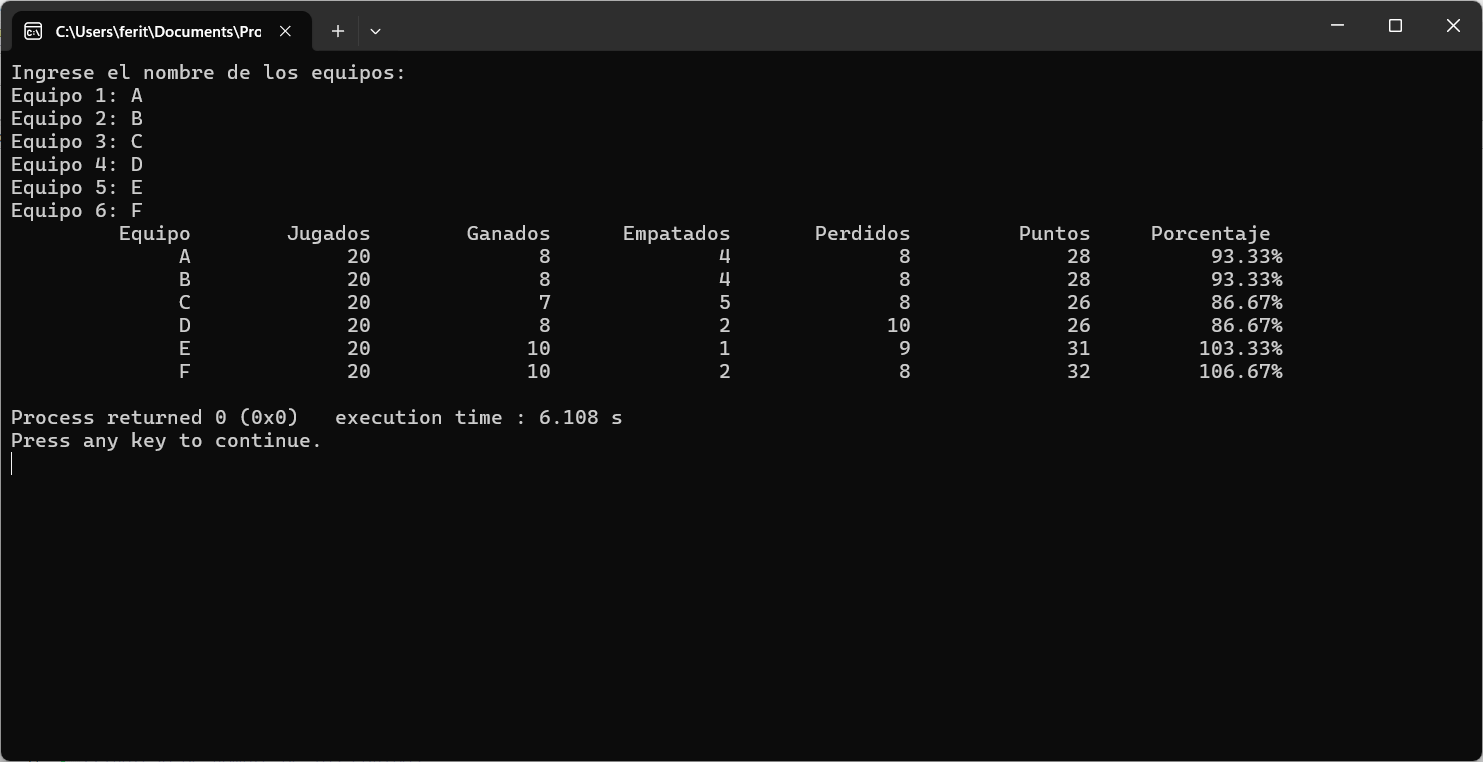 C:\Users\ferit\Documents\Pro
Ingrese el nombre de los equipos:
Equipo 1: A
Equipo 2: B
Equipo 3: C
Equipo 4: D
Equipo 5: E
Equipo 6: F
Equipo Jugados Ganados Empatados Perdidos Puntos Porcentaje
A 20 8 4 8 28 93.33%
B 20 8 4 8 28 93.33%
C 20 7 5 8 26 86.67%
D 20 8 2 10 26 86.67%
E 20 10 1 9 31 103.33%
F 20 10 2 8 32 106.67%
Process returned 0 (0x0) execution time : 6.108 s
Press any key to continue.